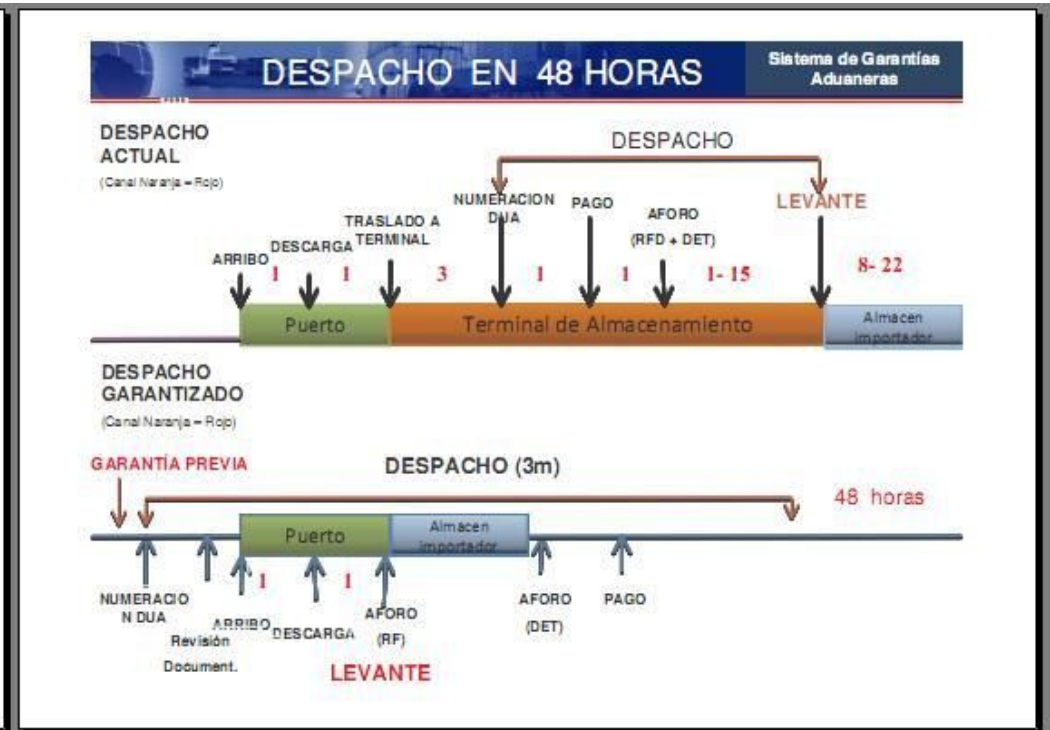 DESPACHO EN 48 HORAS
Sistema de Garantías
Aduaneras
DESPACHO
ACTUAL
(Canal Naranja – Rojo)
DESPACHO
NUMERACION
DUA
PAGO
LEVANTE
TRASLADO A
TERMINAL
AFORO
(RFD + DET)
ARRIBO
DESCARGA
1
1
3
1
1
1- 15
8- 22
Puerto
Terminal de Almacenamiento
Almacen
importador
DESPACHO
GARANTIZADO
(Canal Naranja – Rojo)
GARANTÍA PREVIA
DESPACHO (3m)
48 horas
Puerto
Almacen
importador
1
1
NUMERACIO
N DUA
Revisión
Document.
ARRIBO
DESCARGA
AFORO
(RF)
AFORO
(DET)
PAGO
LEVANTE